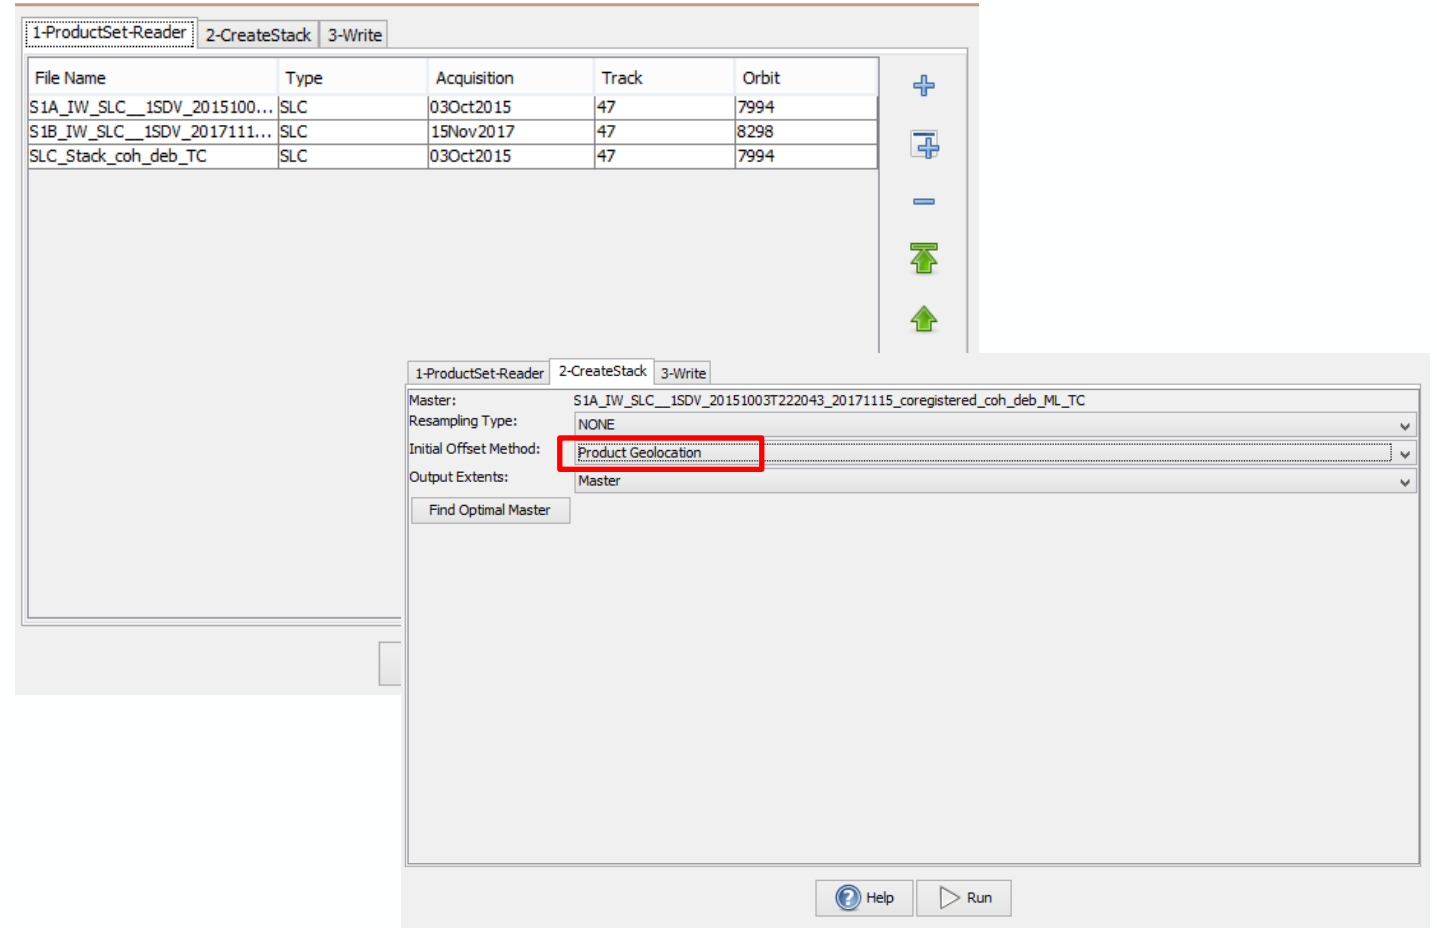 1-ProductSet-Reader 2-CreateStack 3-Write
File Name Type Acquisition Track Orbit
S1A_IW_SLC__1SDV_2015100... SLC 03Oct2015 47 7994
S1B_IW_SLC__1SDV_2017111... SLC 15Nov2017 47 8298
SLC_Stack_coh_deb_TC SLC 03Oct2015 47 7994
1-ProductSet-Reader 2-CreateStack 3-Write
Master: S1A_IW_SLC__1SDV_20151003T222043_20171115_coregistered_coh_deb_ML_TC
Resampling Type: NONE
Initial Offset Method: Product Geolocation
Output Extents: Master
Find Optimal Master
Help Run